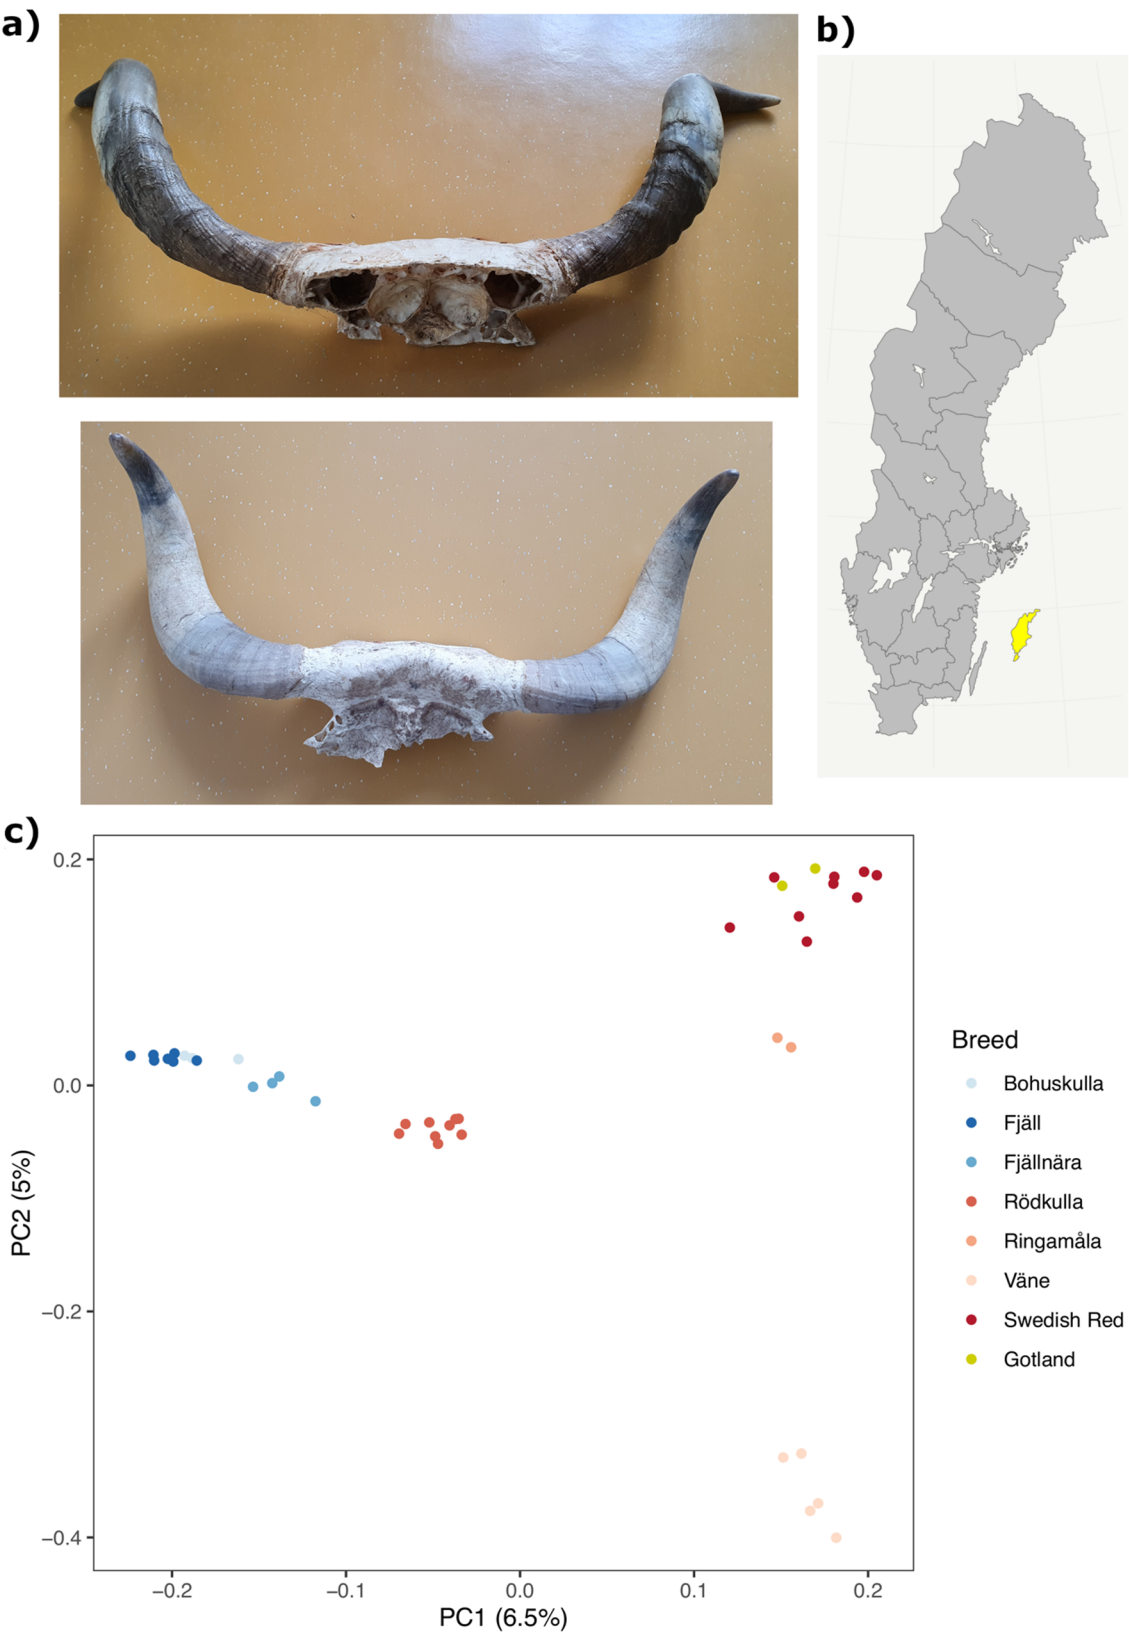 a)
b)
c)
0.2
0.0
−0.2
−0.4
PC2 (5%)
−0.2
−0.1
0.0
0.1
0.2
PC1 (6.5%)
Breed
Bohuskulla
Fjäll
Fjällnära
Rödkulla
Ringamåla
Väne
Swedish Red
Gotland